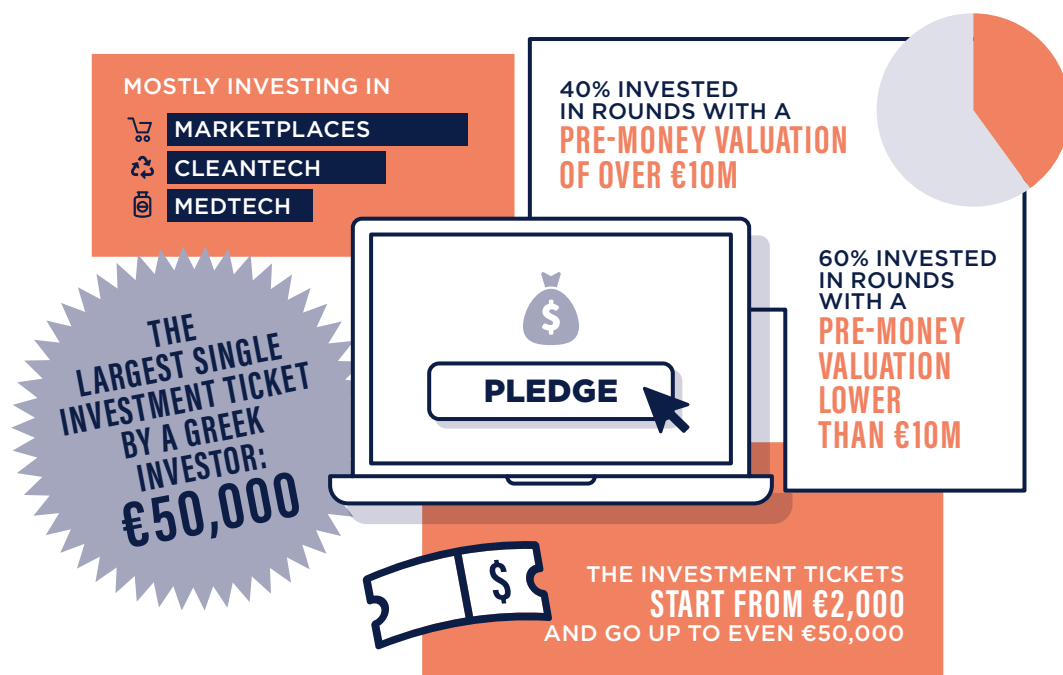 MOSTLY INVESTING IN
MARKETPLACES
CLEANTECH
MEDTECH
40% INVESTED
IN ROUNDS WITH A
PRE-MONEY VALUATION
OF OVER €10M
60% INVESTED
IN ROUNDS
WITH A
PRE-MONEY
VALUATION
LOWER
THAN €10M
THE
LARGEST SINGLE
INVESTMENT TICKET
BY A GREEK
INVESTOR:
€50,000
$
PLEDGE
$
THE INVESTMENT TICKETS
START FROM €2,000
AND GO UP TO EVEN €50,000